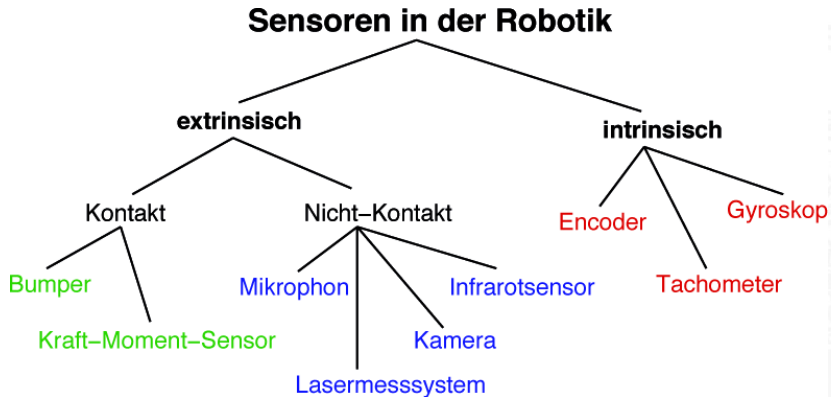 Sensoren in der Robotik
extrinsisch
intrinsisch
Kontakt
Nicht−Kontakt
Encoder
Gyroskop
Bumper
Mikrophon
Infrarotsensor
Tachometer
Kraft−Moment−Sensor
Kamera
Lasermesssystem